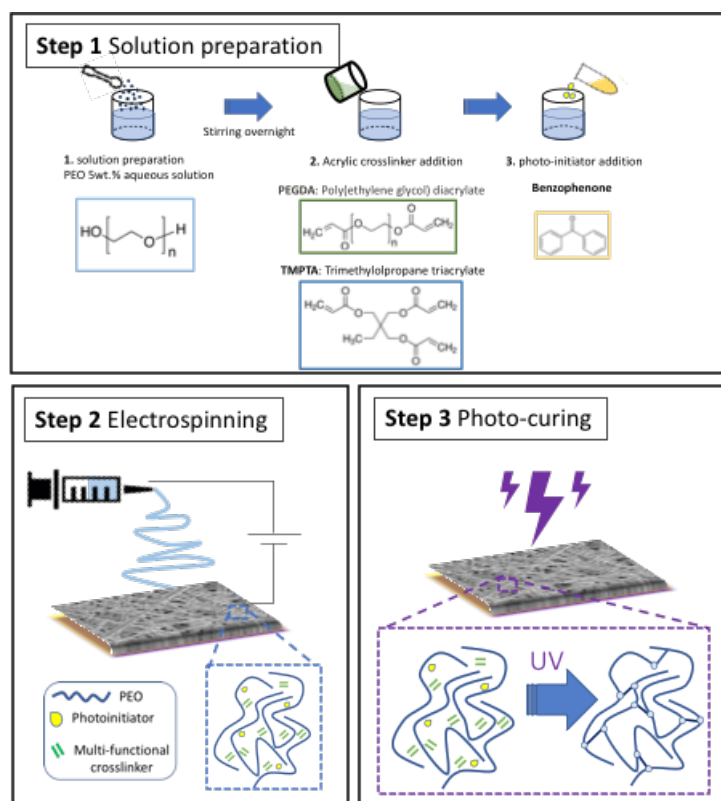 Step 1 Solution preparation
Stirring overnight
1. solution preparation
PEO 5wt.% aqueous solution
2. Acrylic crosslinker addition
3. photo-initiator addition
PEGDA: Poly(ethylene glycol) diacrylate
Benzophenone
HO
O
H
n
H₂C
O
O
n
O
CH₂
O
O
TMPTA: Trimethylolpropane triacrylate
H₂C
O
O
O
O
CH₂
H₃C
O
CH₂
O
Step 2 Electrospinning
PEO
Photoinitiator
Multi-functional
crosslinker
Step 3 Photo-curing
UV